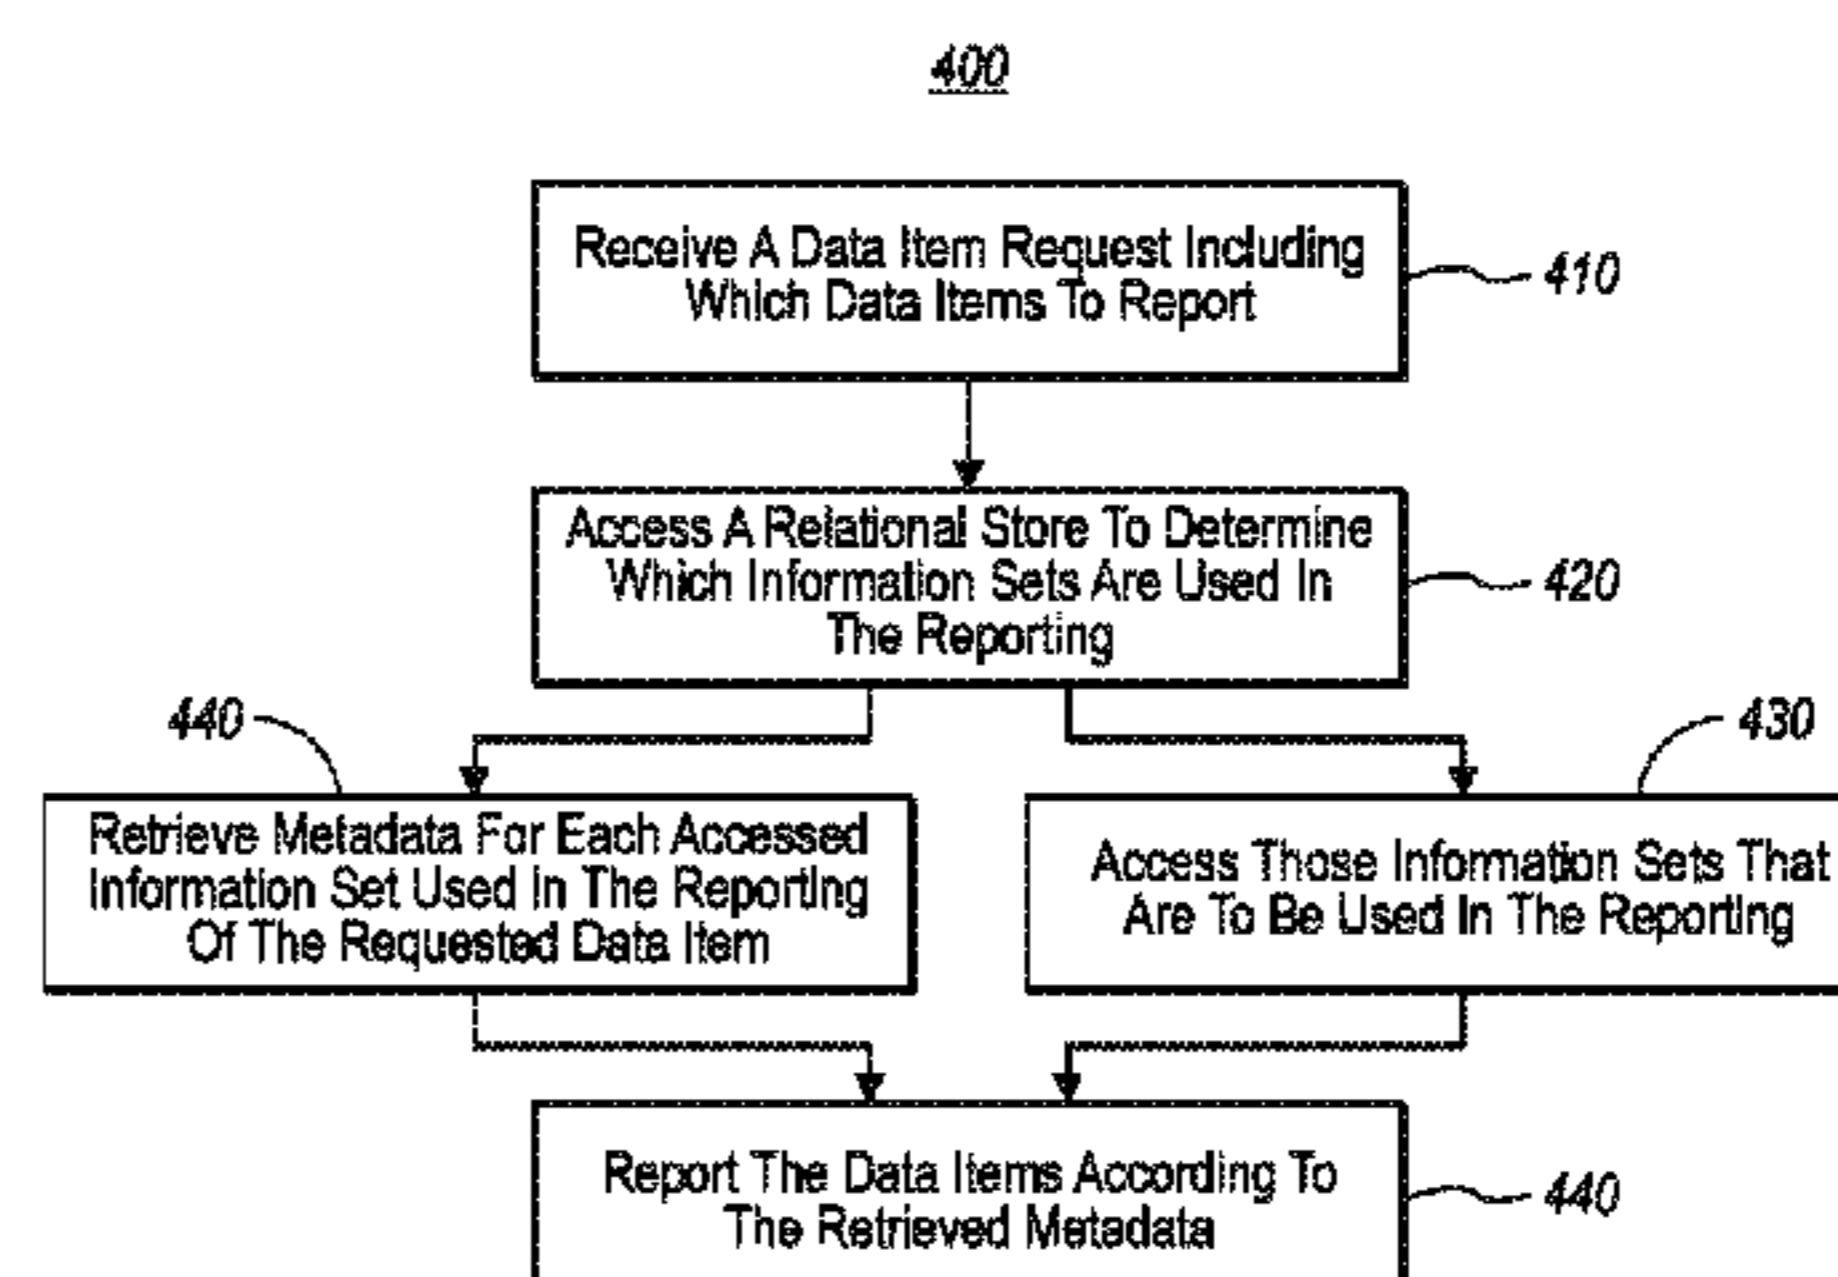 400
Receive A Data Item Request Including
Which Data Items To Report
410
Access A Relational Store To Determine
Which Information Sets Are Used In
The Reporting
420
440
430
Retrieve Metadata For Each Accessed
Information Set Used In The Reporting
Of The Requested Data Item
Access Those Information Sets That
Are To Be Used In The Reporting
Report The Data Items According To
The Retrieved Metadata
440